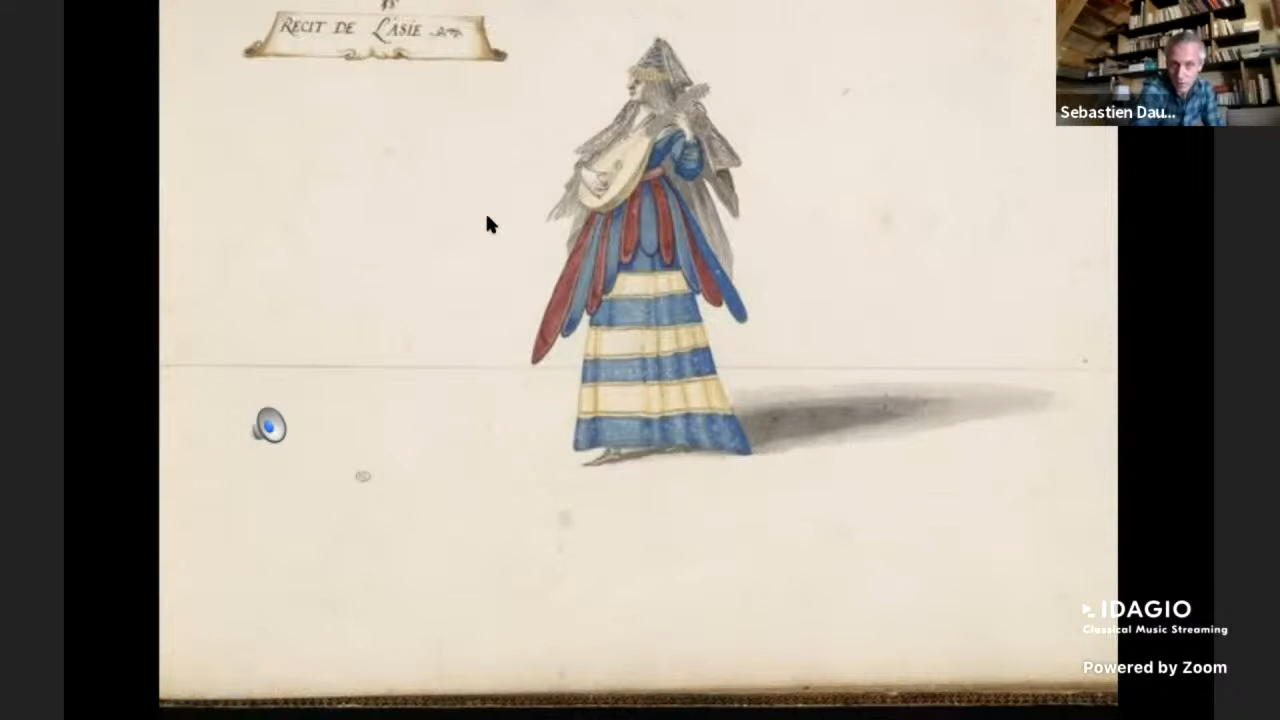 RECIT DE L'ASIE
Sebastien Dau...
IDAGIO
Classical Music Streaming
Powered by Zoom